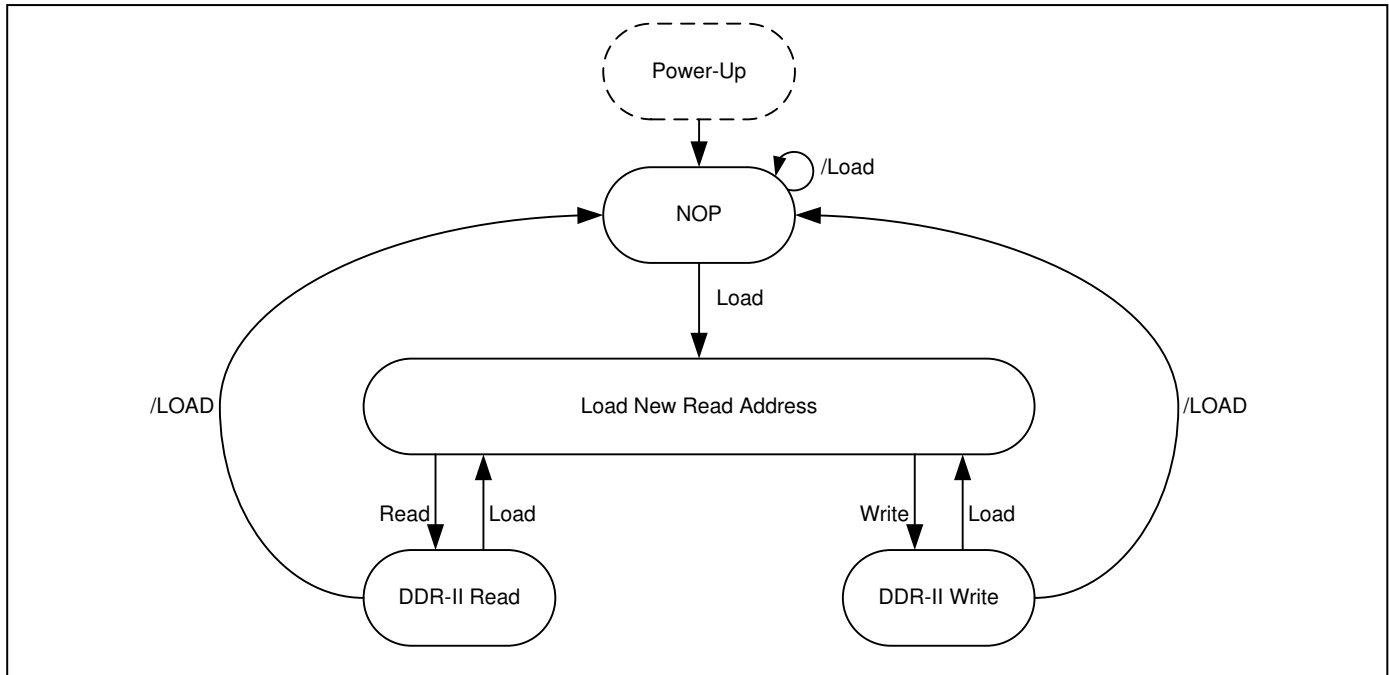 Power-Up
/Load
NOP
Load
/LOAD
Load New Read Address
/LOAD
Read
Load
Write
Load
DDR-II Read
DDR-II Write